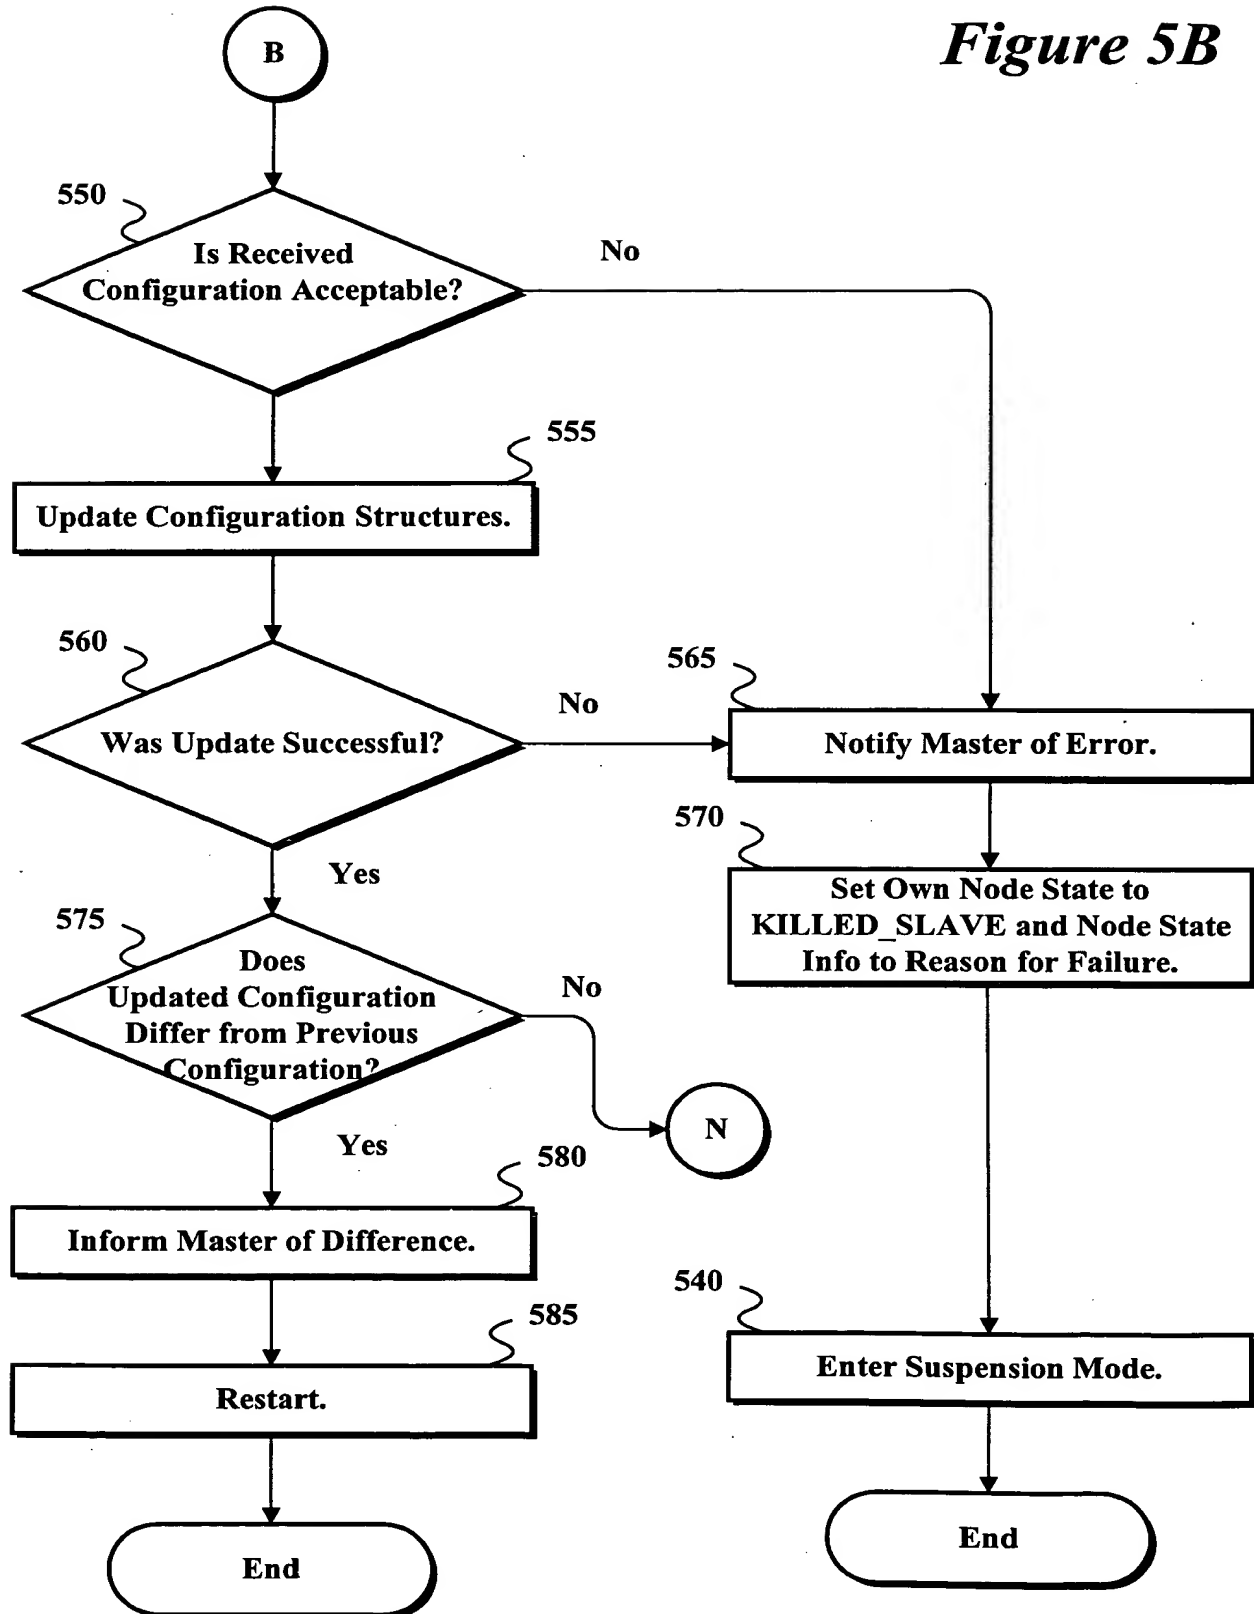 Figure 5B
B
550
Is Received
Configuration Acceptable?
No
555
Update Configuration Structures.
560
Was Update Successful?
No
565
Notify Master of Error.
570
Set Own Node State to
KILLED_SLAVE and Node State
Info to Reason for Failure.
Yes
575
Does
Updated Configuration
Differ from Previous
Configuration?
No
N
Yes
580
Inform Master of Difference.
585
Restart.
End
540
Enter Suspension Mode.
End